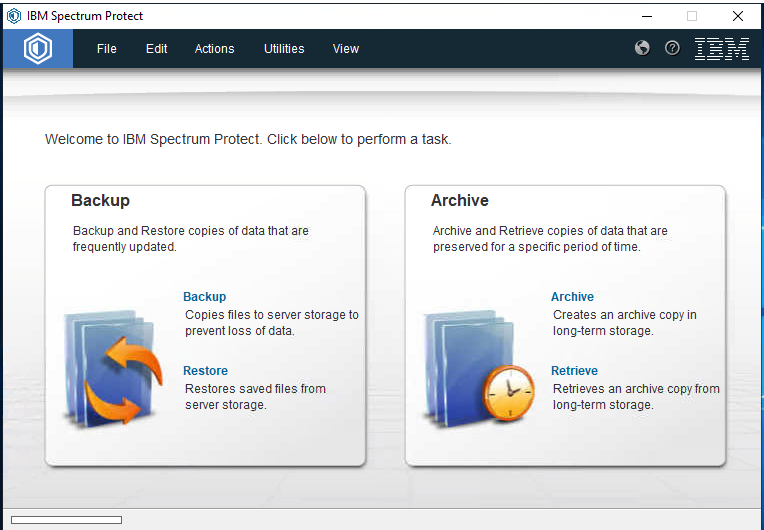 IBM Spectrum Protect
File Edit Actions Utilities View
IBM
Welcome to IBM Spectrum Protect. Click below to perform a task.
Backup
Backup and Restore copies of data that are
frequently updated.
Backup
Copies files to server storage to
prevent loss of data.
Restore
Restores saved files from
server storage.
Archive
Archive and Retrieve copies of data that are
preserved for a specific period of time.
Archive
Creates an archive copy in
long-term storage.
Retrieve
Retrieves an archive copy from
long-term storage.